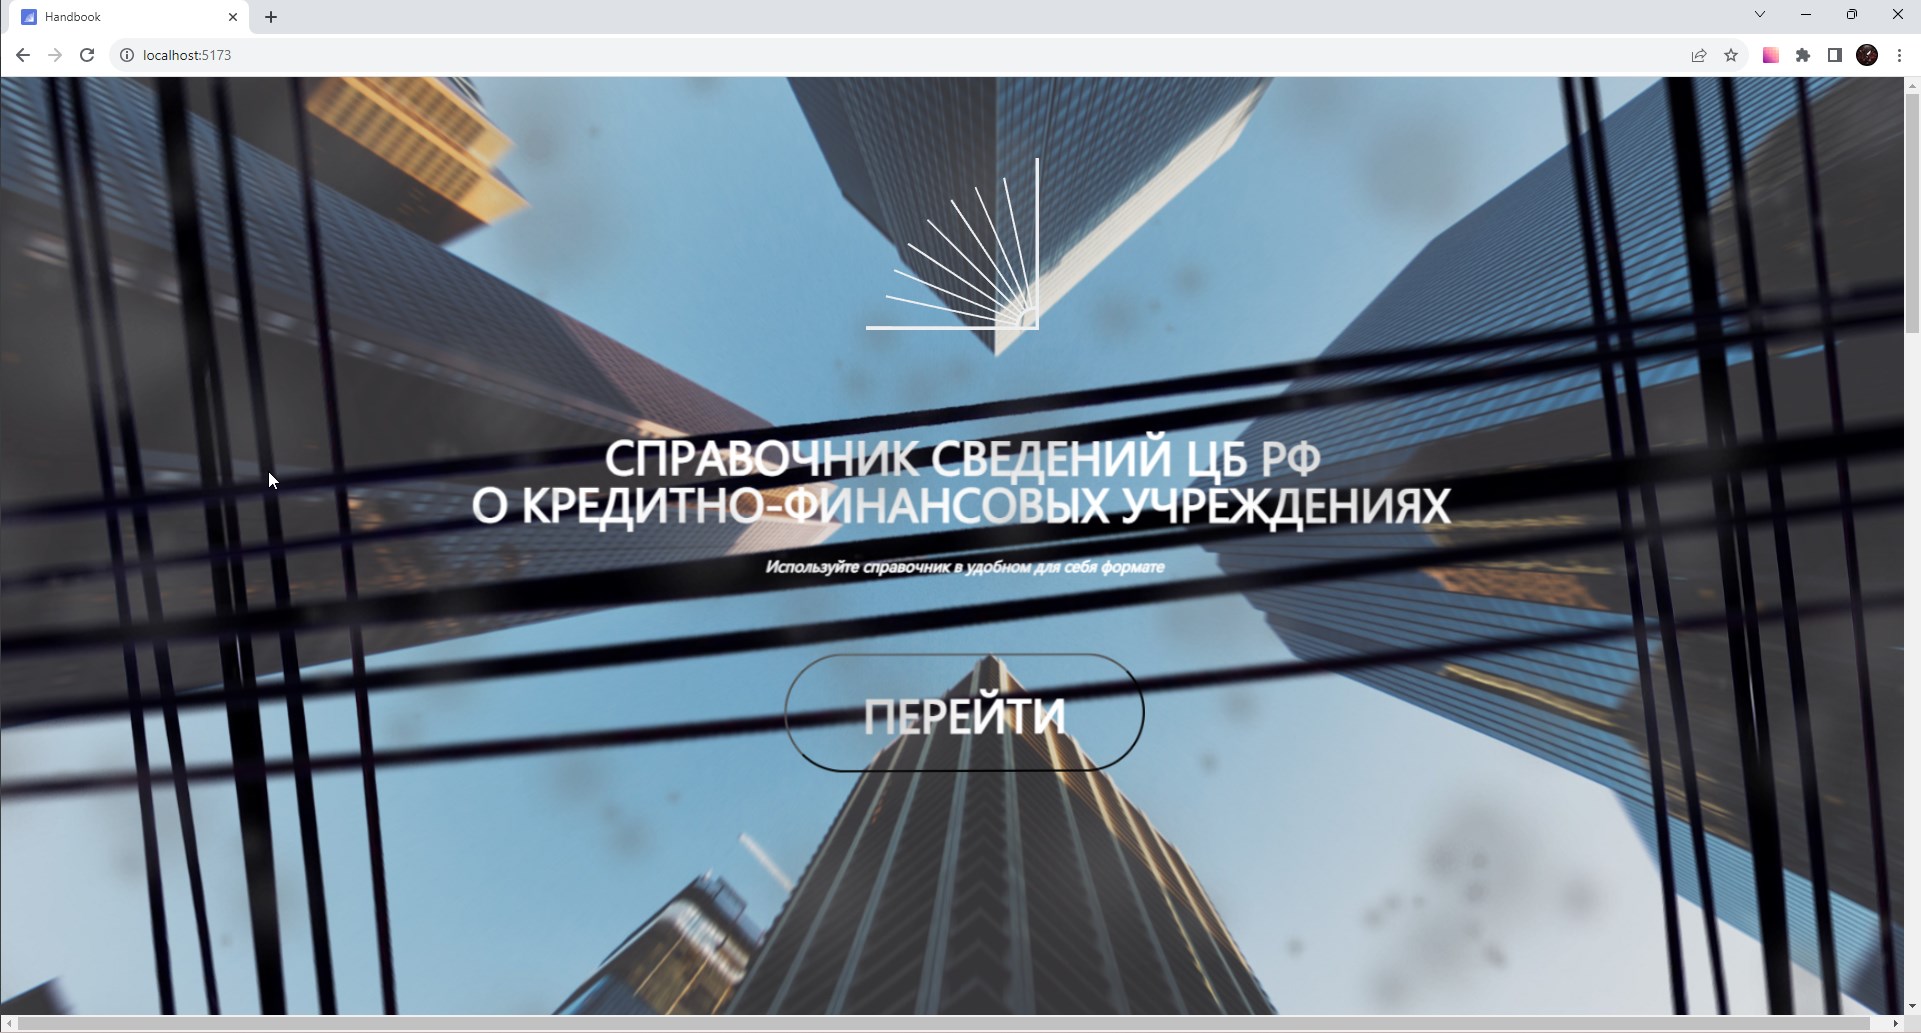 Handbook
localhost:5173
СПРАВОЧНИК СВЕДЕНИЙ ЦБ РФ
О КРЕДИТНО-ФИНАНСОВЫХ УЧРЕЖДЕНИЯХ
Используйте справочник в удобном для себя формате
ПЕРЕЙТИ